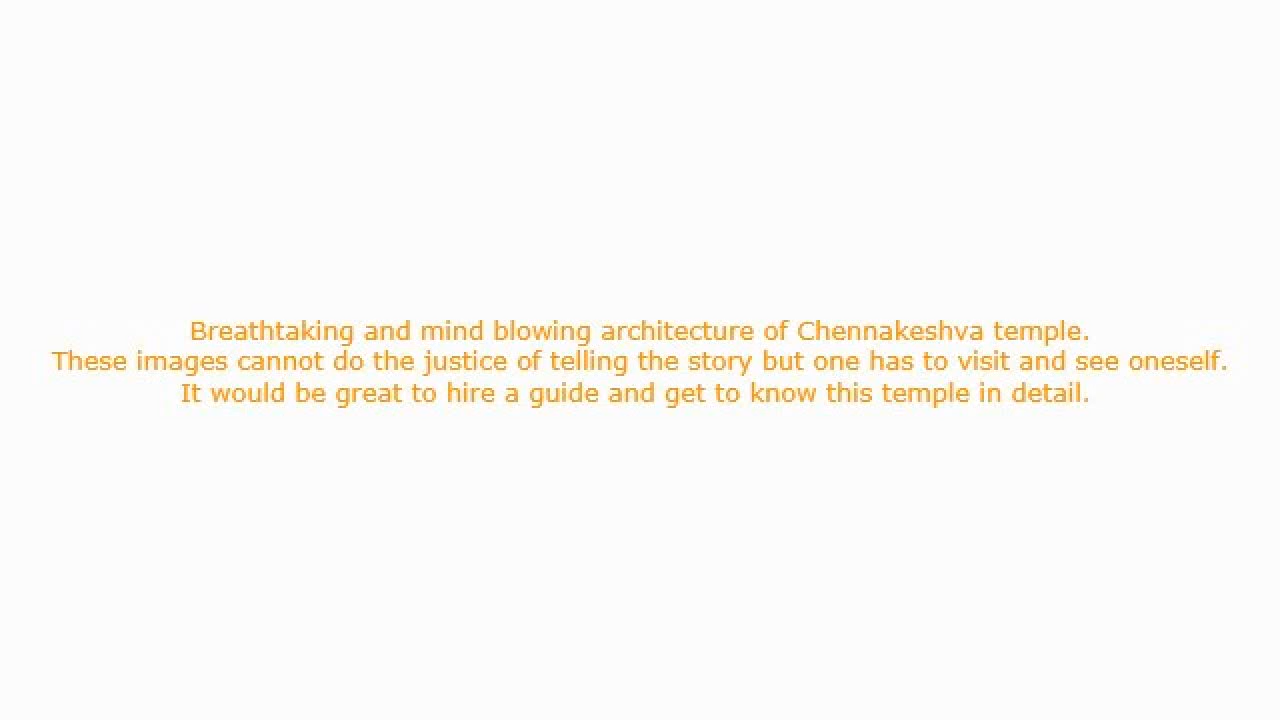 Breathtaking and mind blowing architecture of Chennakeshva temple.
These images cannot do the justice of telling the story but one has to visit and see oneself.
It would be great to hire a guide and get to know this temple in detail.